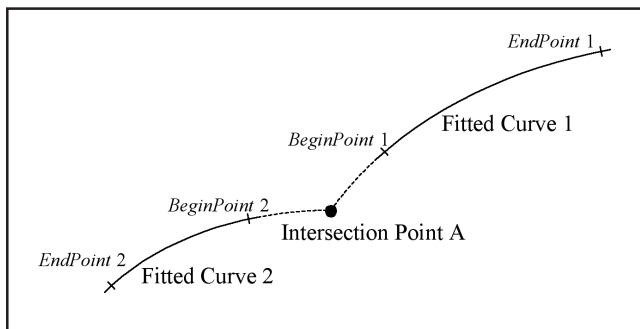 EndPoint 1
Fitted Curve 1
BeginPoint 1
BeginPoint 2
Intersection Point A
EndPoint 2
Fitted Curve 2